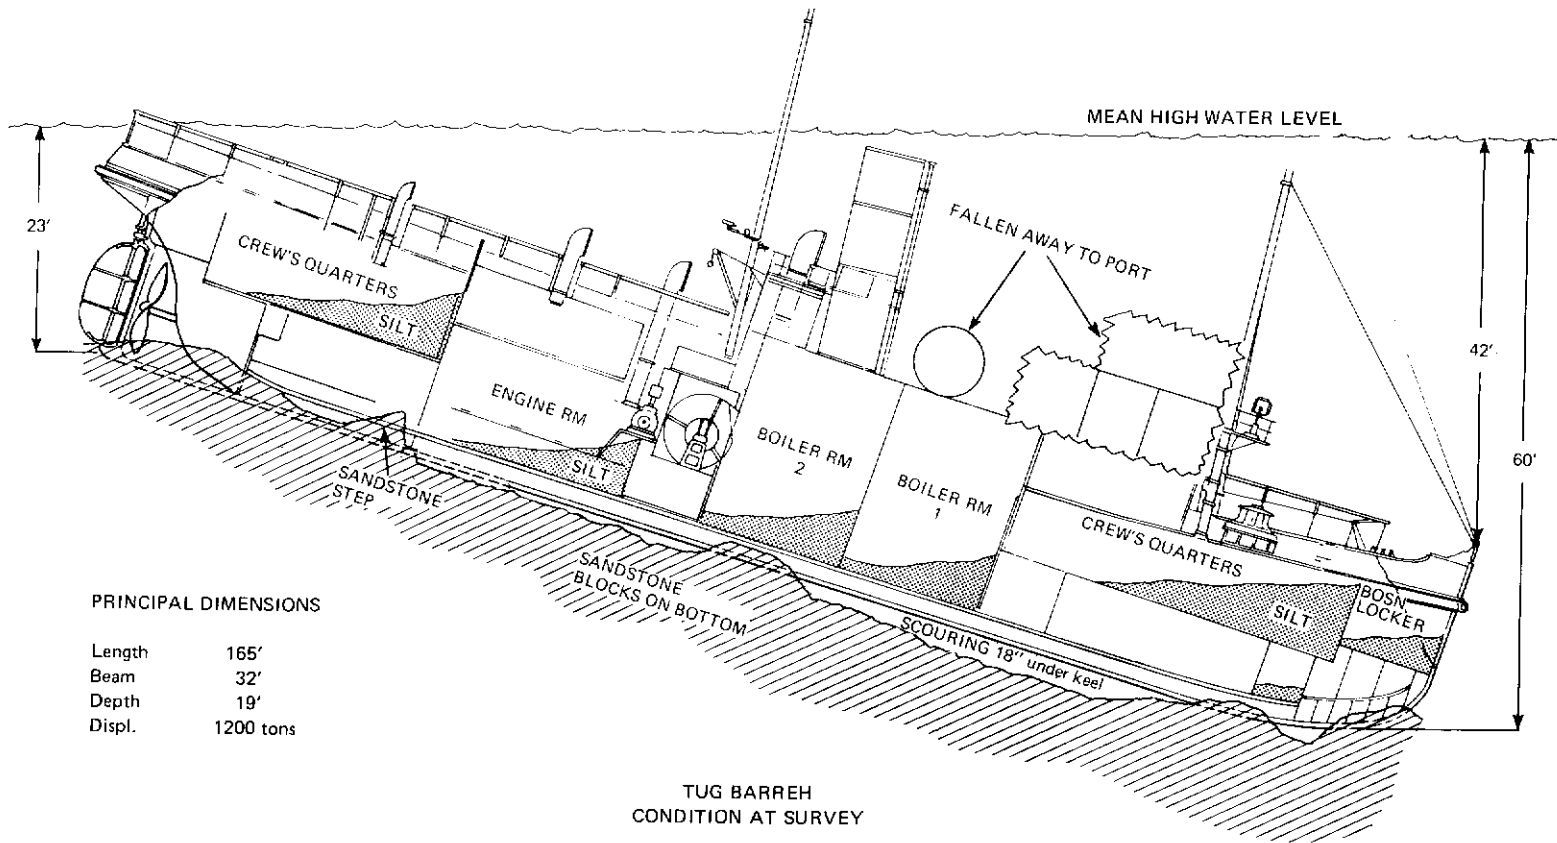 MEAN HIGH WATER LEVEL
23'
CREW'S QUARTERS
SILT
FALLEN AWAY TO PORT
42'
60'
ENGINE RM
SILT
BOILER RM
2
BOILER RM
1
CREW'S QUARTERS
SILT
BOSN
LOCKER
SANDSTONE
STEP
SANDSTONE
BLOCKS ON BOTTOM
SCOURING 18" under keel
PRINCIPAL DIMENSIONS
Length 165'
Beam 32'
Depth 19'
Displ. 1200 tons
TUG BARREH
CONDITION AT SURVEY